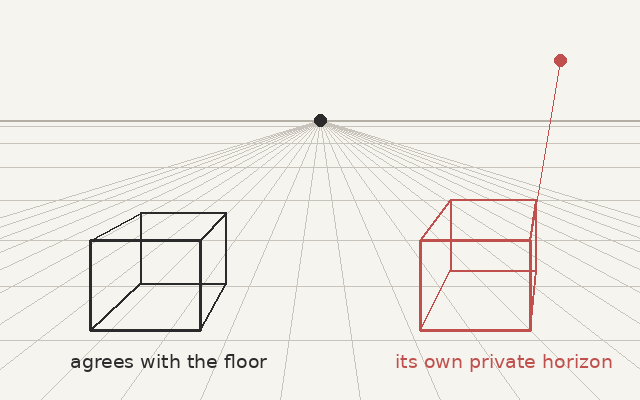 agrees with the floor
its own private horizon